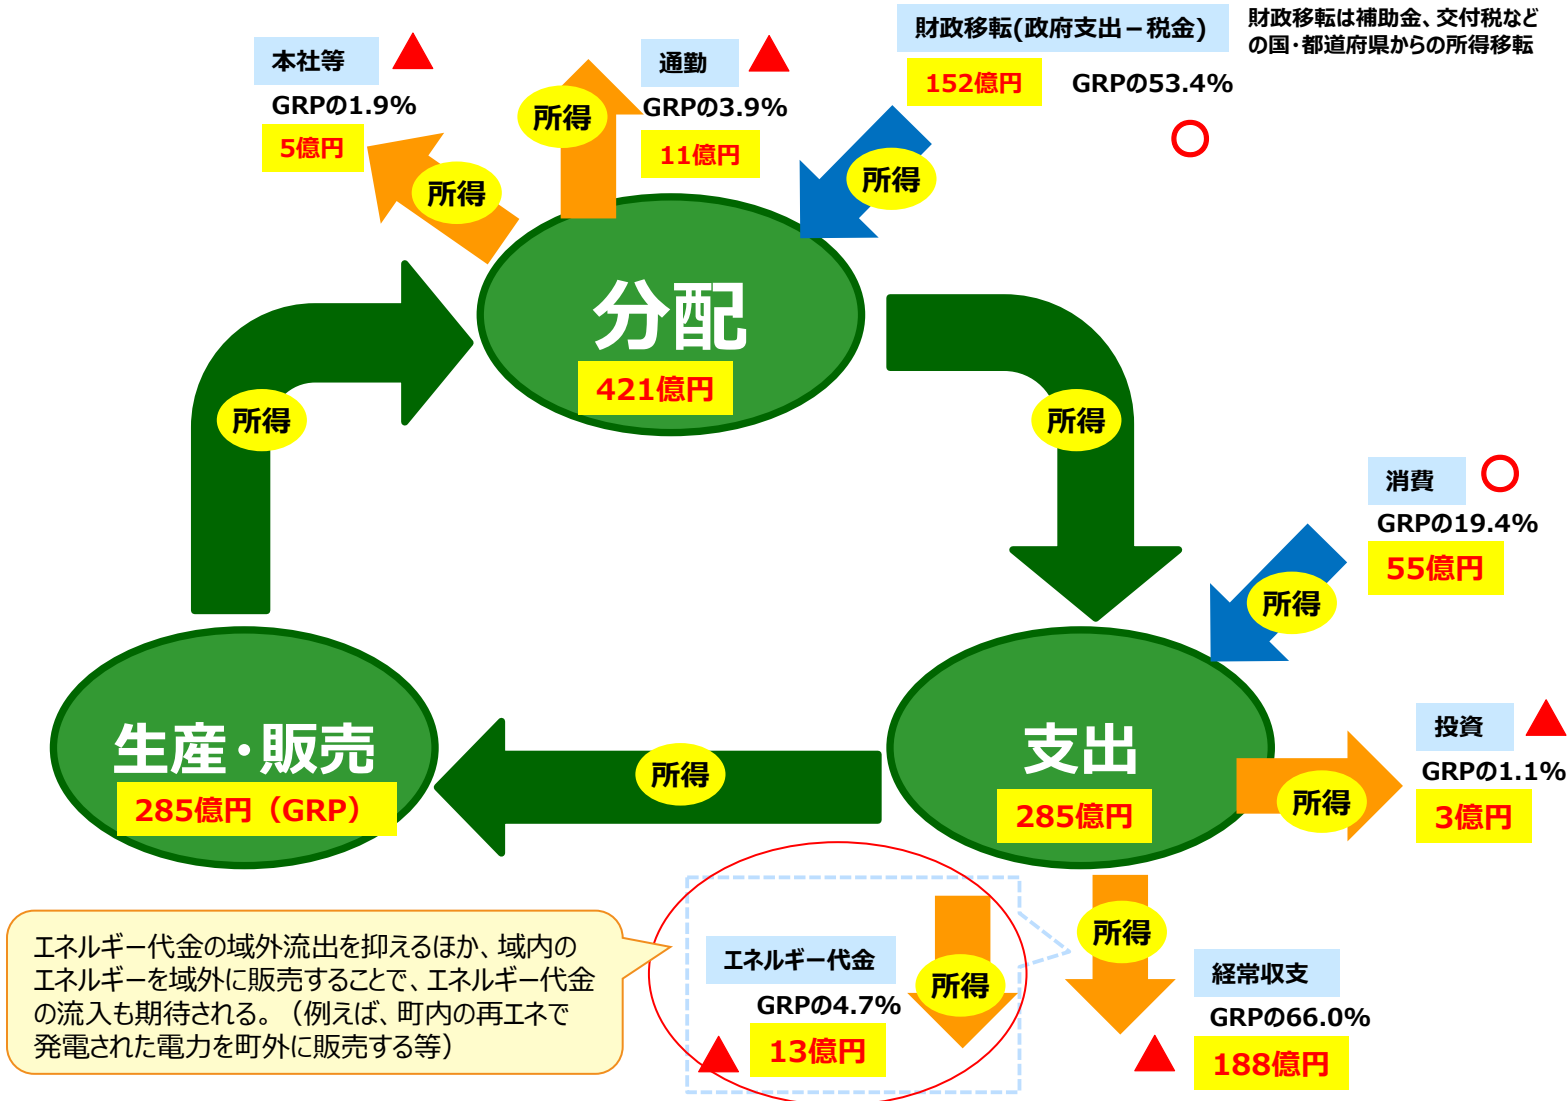 財政移転(政府支出－税金)
財政移転は補助金、交付税など
の国・都道府県からの所得移転
152億円
GRPの53.4%
本社等
GRPの1.9%
5億円
通勤
GRPの3.9%
11億円
所得
所得
所得
分配
421億円
所得
所得
消費
GRPの19.4%
55億円
所得
生産・販売
285億円（GRP）
所得
支出
285億円
所得
投資
GRPの1.1%
3億円
エネルギー代金の域外流出を抑えるほか、域内の
エネルギーを域外に販売することで、エネルギー代金
の流入も期待される。（例えば、町内の再エネで
発電された電力を町外に販売する等）
エネルギー代金
GRPの4.7%
13億円
所得
所得
経常収支
GRPの66.0%
188億円